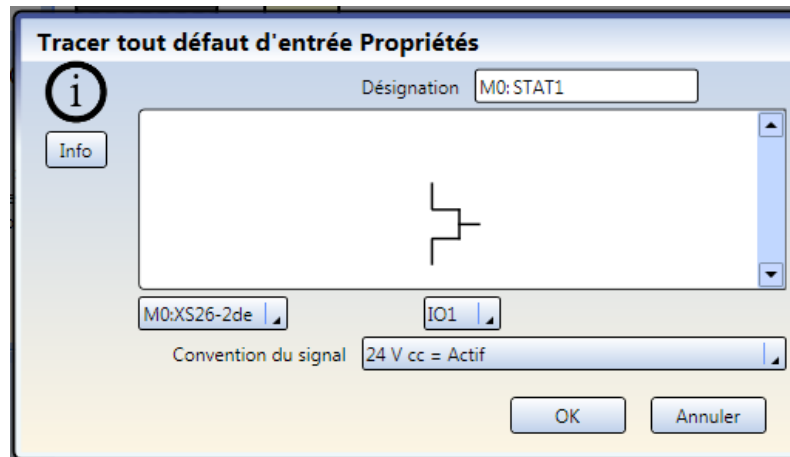 Tracer tout défaut d'entrée Propriétés
i
Désignation M0: STAT1
Info
M0:XS26-2de IO1
Convention du signal 24 V cc = Actif
OK Annuler